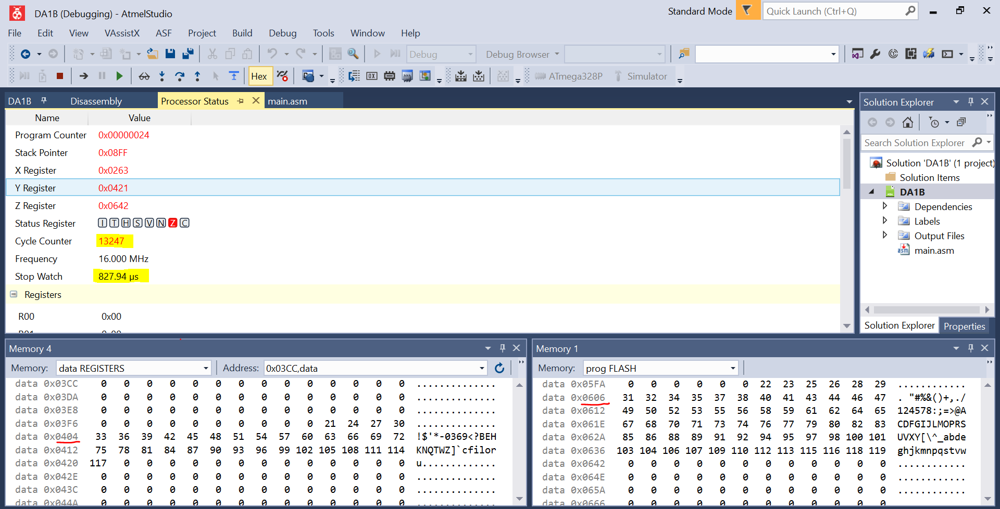 DA1B (Debugging) - AtmelStudio
Standard Mode
Quick Launch (Ctrl+Q)
File Edit View VAssistX ASF Project Build Debug Tools Window Help
Debug
Debug Browser
Hex
ATmega328P Simulator
DA1B Disassembly Processor Status main.asm
Name Value
Program Counter 0x00000024
Stack Pointer 0x08FF
X Register 0x0263
Y Register 0x0421
Z Register 0x0642
Status Register I T H S V N Z C
Cycle Counter 13247
Frequency 16.000 MHz
Stop Watch 827.94 µs
Registers
R00 0x00
R01 0x00
Solution Explorer
Search Solution Explorer
Solution 'DA1B' (1 project)
Solution Items
DA1B
Dependencies
Labels
Output Files
main.asm
Solution Explorer Properties
Memory 4
Memory: data REGISTERS Address: 0x03CC,data
data 0x03CC 0 0 0 0 0 0 0 0 0 0 0 0 0 0 ..............
data 0x03DA 0 0 0 0 0 0 0 0 0 0 0 0 0 0 ..............
data 0x03E8 0 0 0 0 0 0 0 0 0 0 0 0 0 0 ..............
data 0x03F6 0 0 0 0 0 0 0 0 0 0 21 24 27 30 ..............
data 0x0404 33 36 39 42 45 48 51 54 57 60 63 66 69 72 !$'*-0369<?BEH
data 0x0412 75 78 81 84 87 90 93 96 99 102 105 108 111 114 KNQTWZ]`cfilor
data 0x0420 117 0 0 0 0 0 0 0 0 0 0 0 0 0 u.............
data 0x042E 0 0 0 0 0 0 0 0 0 0 0 0 0 0 ..............
data 0x043C 0 0 0 0 0 0 0 0 0 0 0 0 0 0 ..............
data 0x044A 0 0 0 0 0 0 0 0 0 0 0 0 0 0 ..............
Memory 1
Memory: prog FLASH
data 0x05FA 0 0 0 0 0 0 22 23 25 26 28 29 ............
data 0x0606 31 32 34 35 37 38 40 41 43 44 46 47 . "#%&()+,./
data 0x0612 49 50 52 53 55 56 58 59 61 62 64 65 124578:;=>@A
data 0x061E 67 68 70 71 73 74 76 77 79 80 82 83 CDFGIJLMOPRS
data 0x062A 85 86 88 89 91 92 94 95 97 98 100 101 UVXY[\^_abde
data 0x0636 103 104 106 107 109 110 112 113 115 116 118 119 ghjkmnpqstvw
data 0x0642 0 0 0 0 0 0 0 0 0 0 0 0 ............
data 0x064E 0 0 0 0 0 0 0 0 0 0 0 0 ............
data 0x065A 0 0 0 0 0 0 0 0 0 0 0 0 ............
data 0x0666 0 0 0 0 0 0 0 0 0 0 0 0 ............